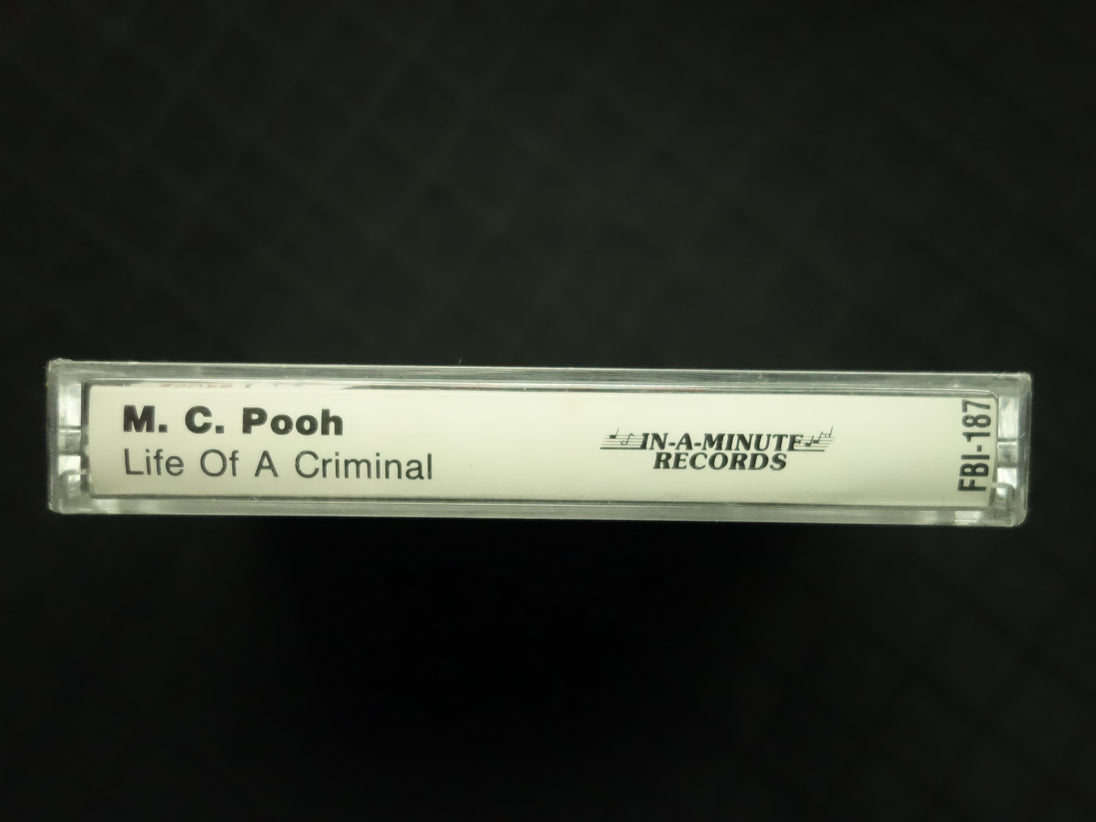 M. C. Pooh
Life Of A Criminal
IN-A-MINUTE
RECORDS
FBI-187